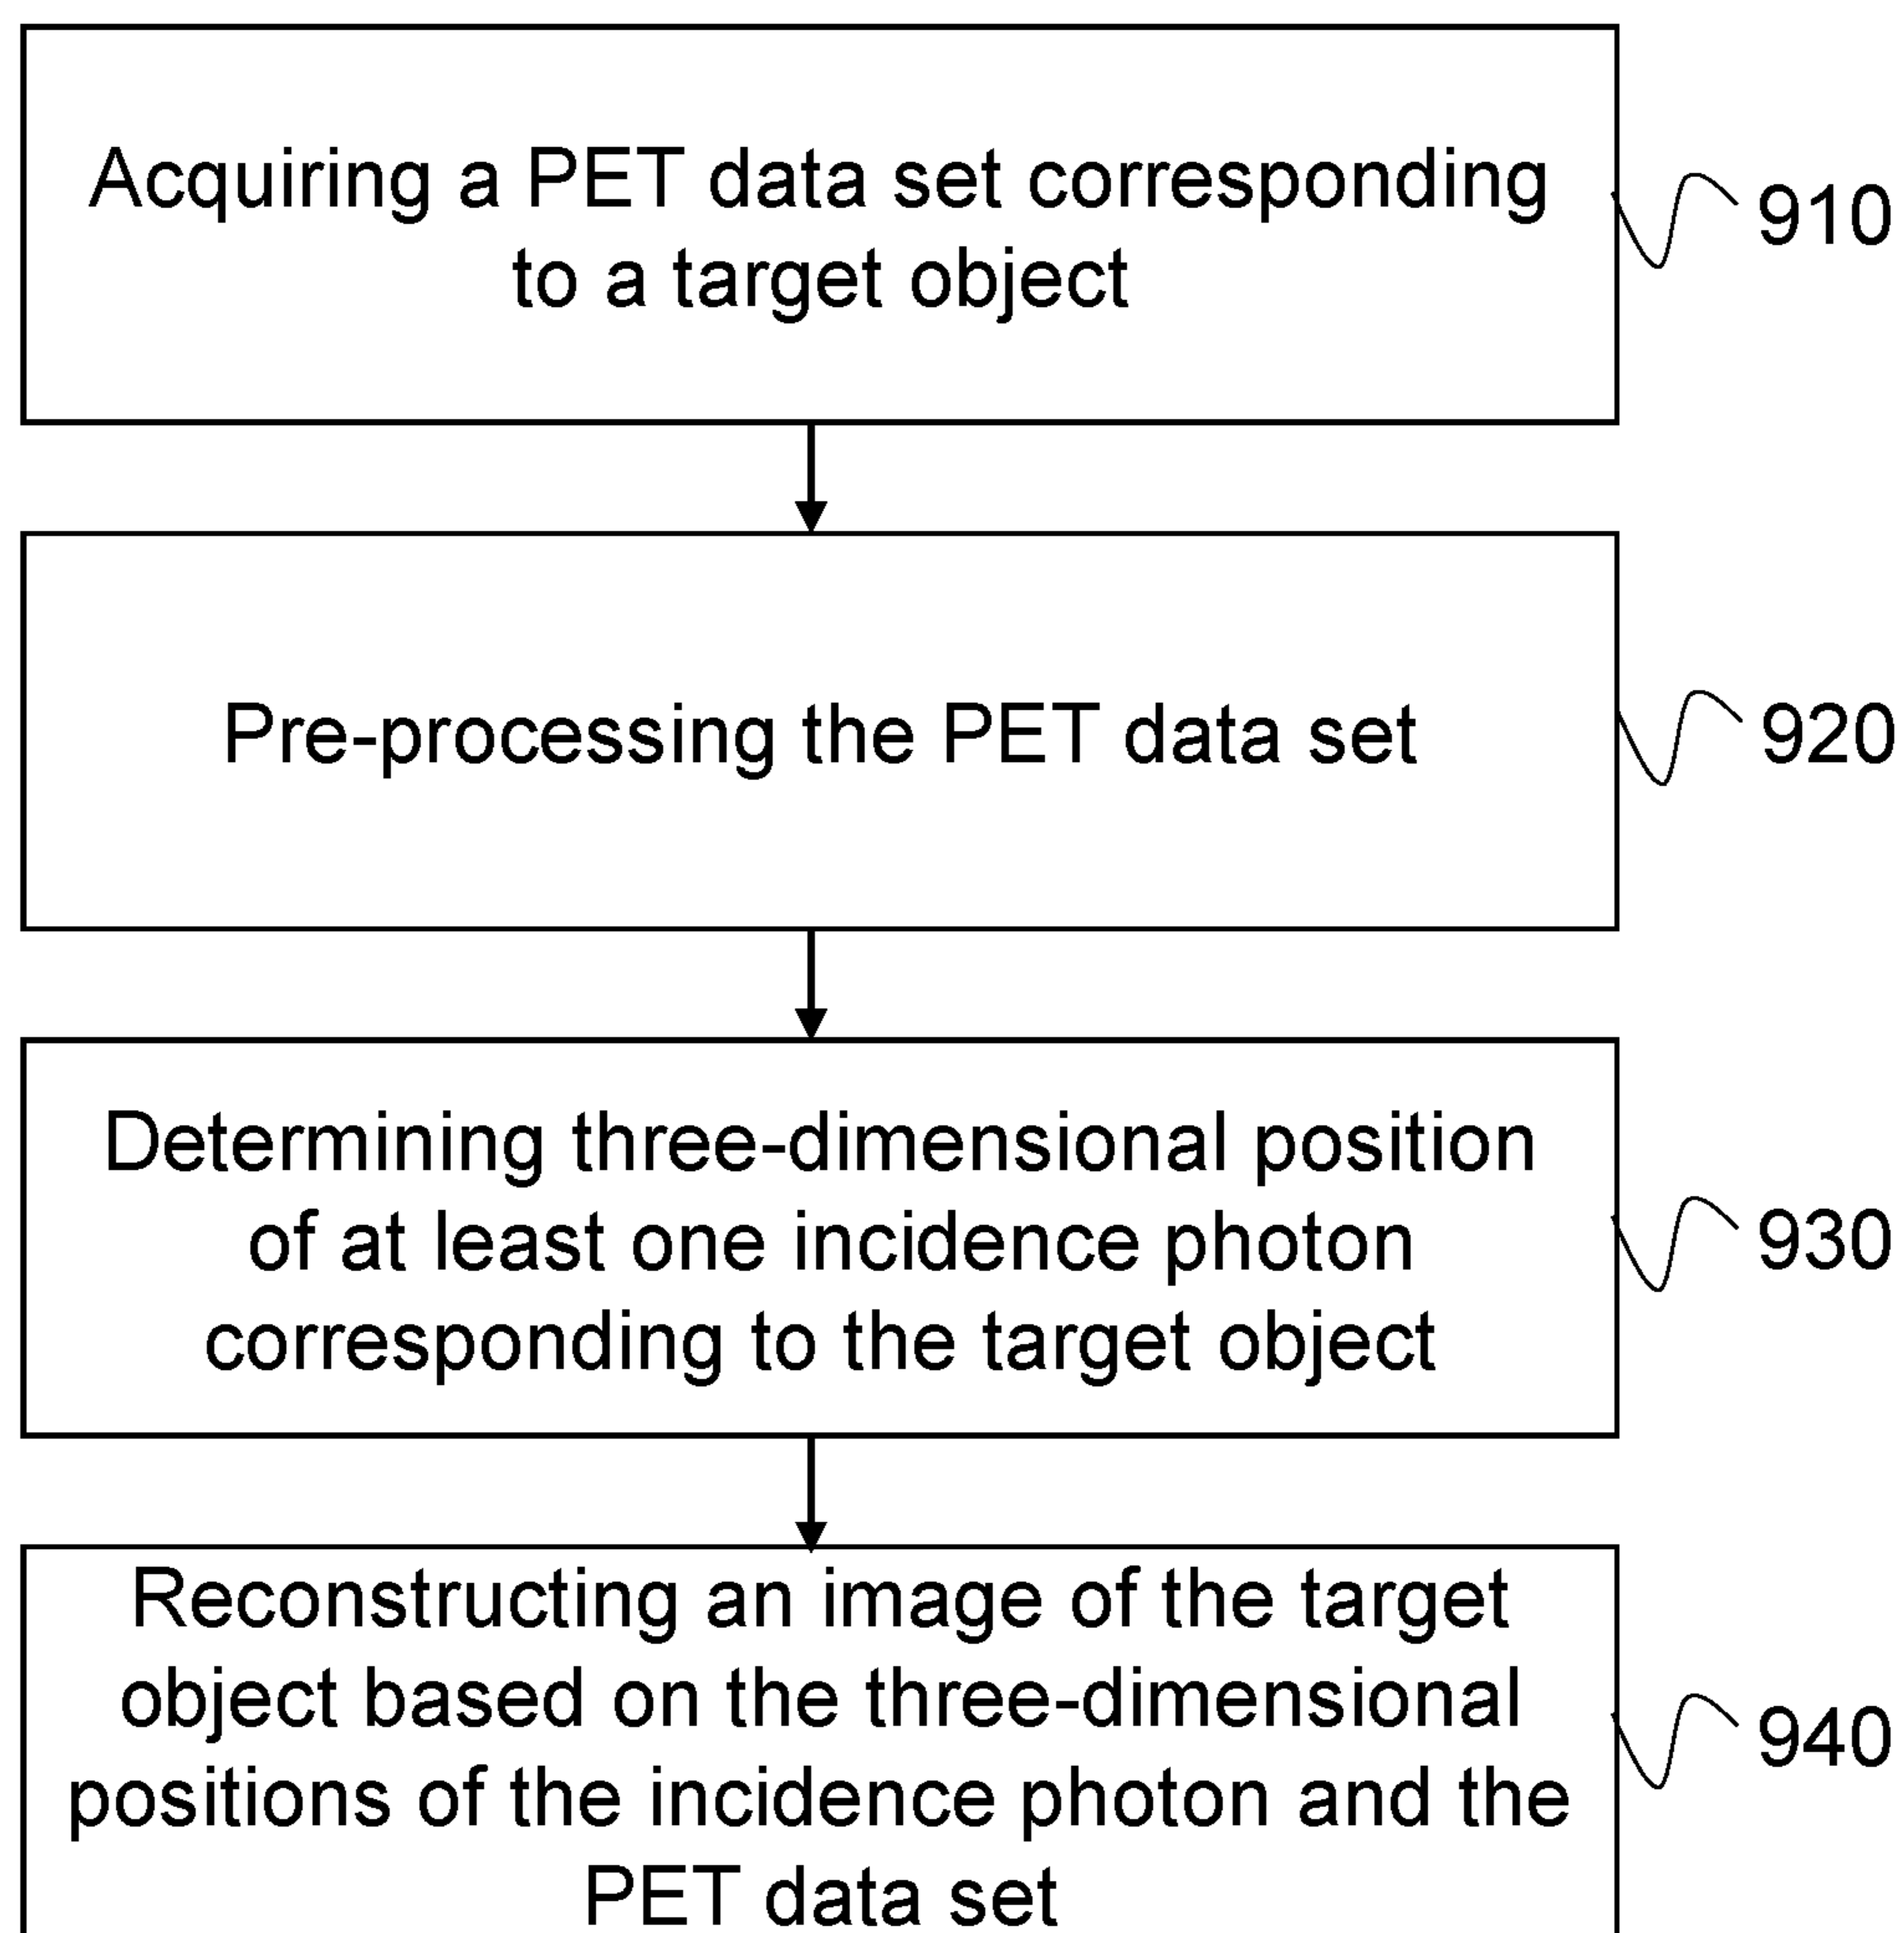 Acquiring a PET data set corresponding
to a target object
910
Pre-processing the PET data set
920
Determining three-dimensional position
of at least one incidence photon
corresponding to the target object
930
Reconstructing an image of the target
object based on the three-dimensional
positions of the incidence photon and the
PET data set
940